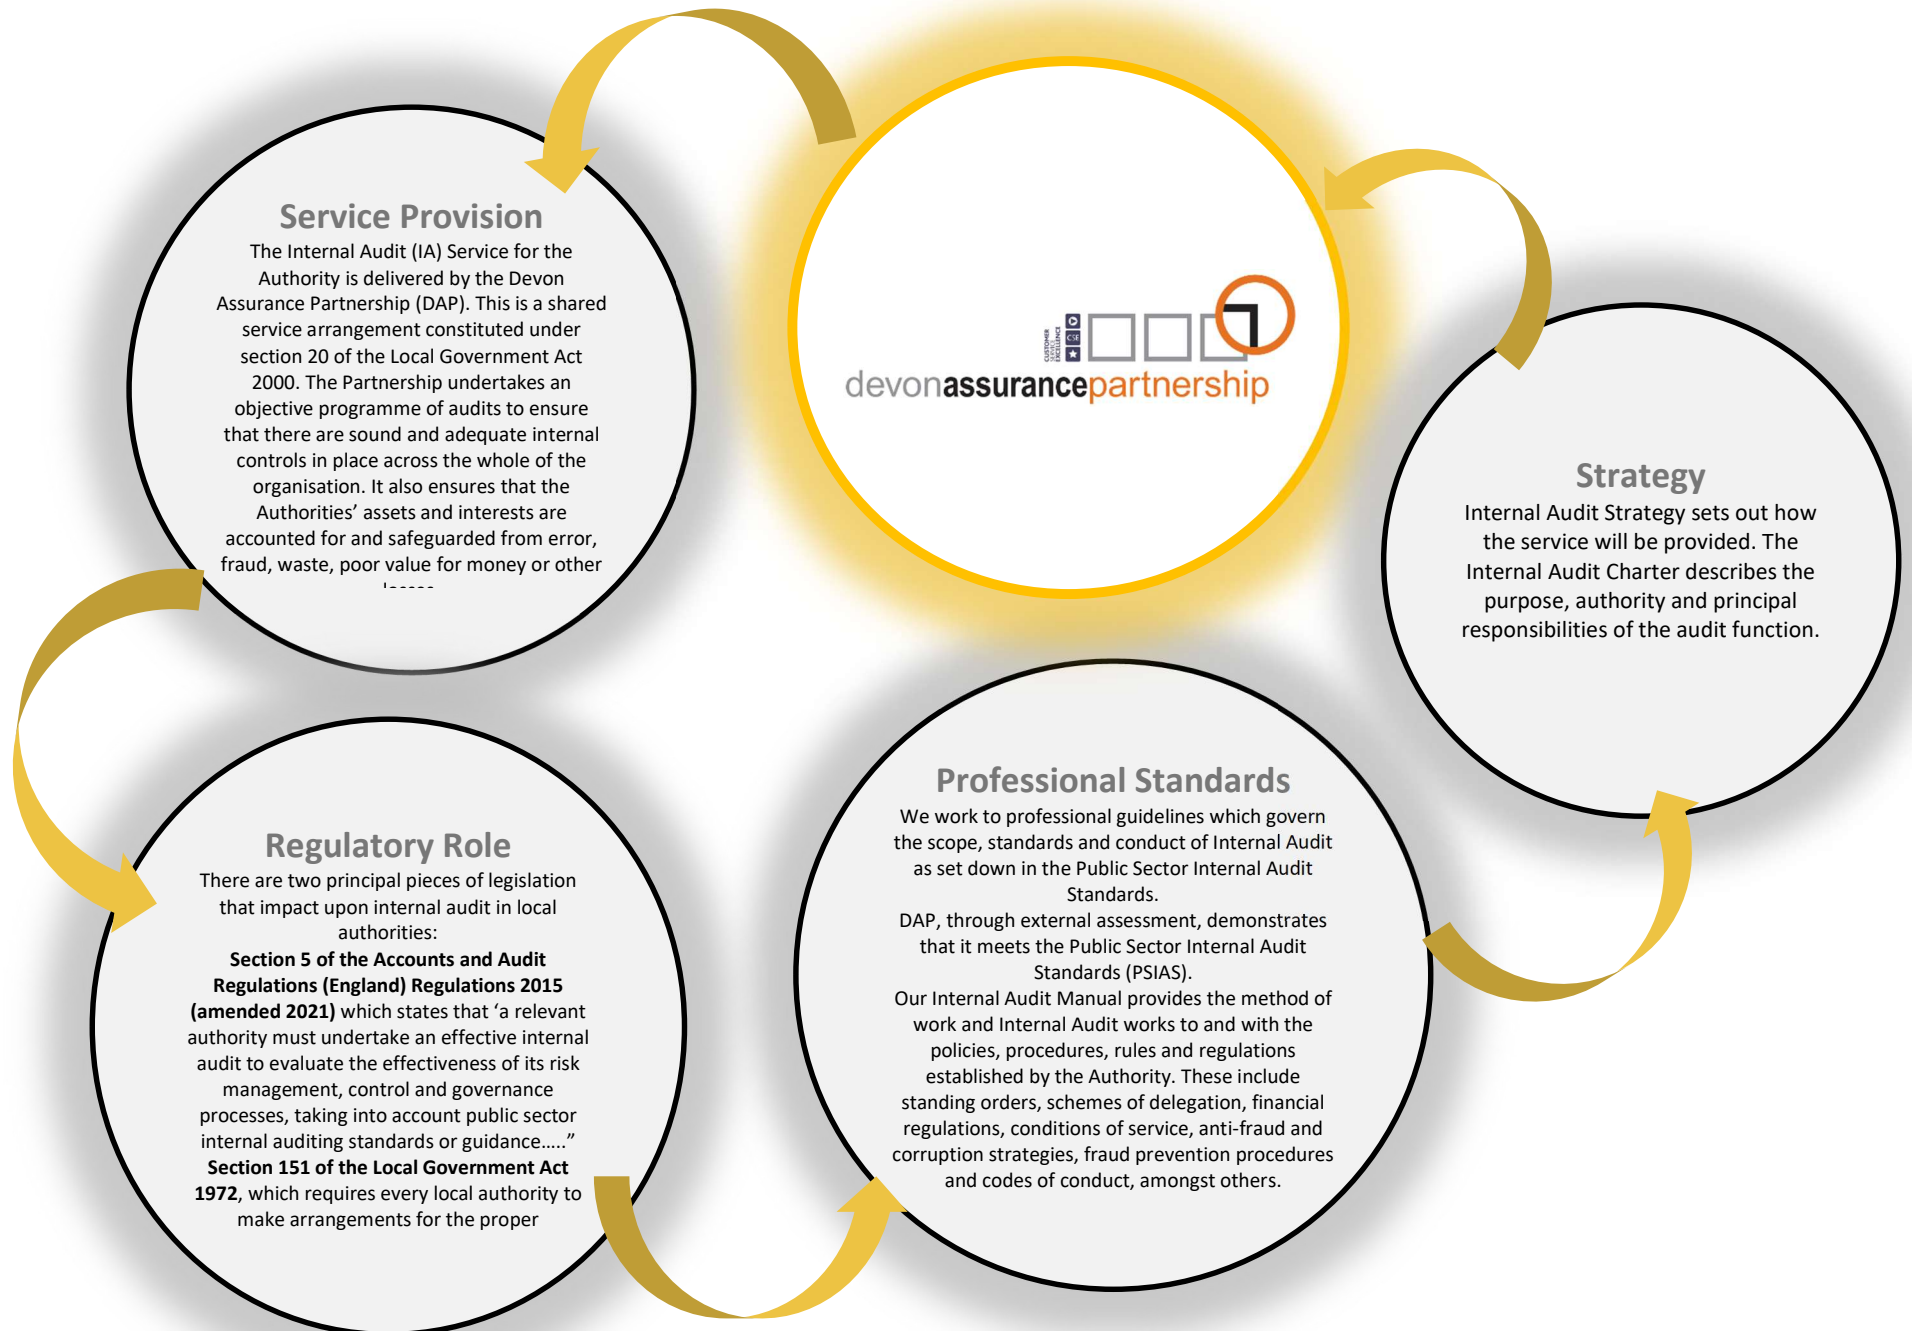 Service Provision
The Internal Audit (IA) Service for the
Authority is delivered by the Devon
Assurance Partnership (DAP). This is a shared
service arrangement constituted under
section 20 of the Local Government Act
2000. The Partnership undertakes an
objective programme of audits to ensure
that there are sound and adequate internal
controls in place across the whole of the
organisation. It also ensures that the
Authorities’ assets and interests are
accounted for and safeguarded from error,
fraud, waste, poor value for money or other
CUSTOMER
SERVICE
EXCELLENCE
CSE
devonassurancepartnership
Strategy
Internal Audit Strategy sets out how
the service will be provided. The
Internal Audit Charter describes the
purpose, authority and principal
responsibilities of the audit function.
Regulatory Role
There are two principal pieces of legislation
that impact upon internal audit in local
authorities:
Section 5 of the Accounts and Audit
Regulations (England) Regulations 2015
(amended 2021) which states that ‘a relevant
authority must undertake an effective internal
audit to evaluate the effectiveness of its risk
management, control and governance
processes, taking into account public sector
internal auditing standards or guidance.....”
Section 151 of the Local Government Act
1972, which requires every local authority to
make arrangements for the proper
Professional Standards
We work to professional guidelines which govern
the scope, standards and conduct of Internal Audit
as set down in the Public Sector Internal Audit
Standards.
DAP, through external assessment, demonstrates
that it meets the Public Sector Internal Audit
Standards (PSIAS).
Our Internal Audit Manual provides the method of
work and Internal Audit works to and with the
policies, procedures, rules and regulations
established by the Authority. These include
standing orders, schemes of delegation, financial
regulations, conditions of service, anti-fraud and
corruption strategies, fraud prevention procedures
and codes of conduct, amongst others.